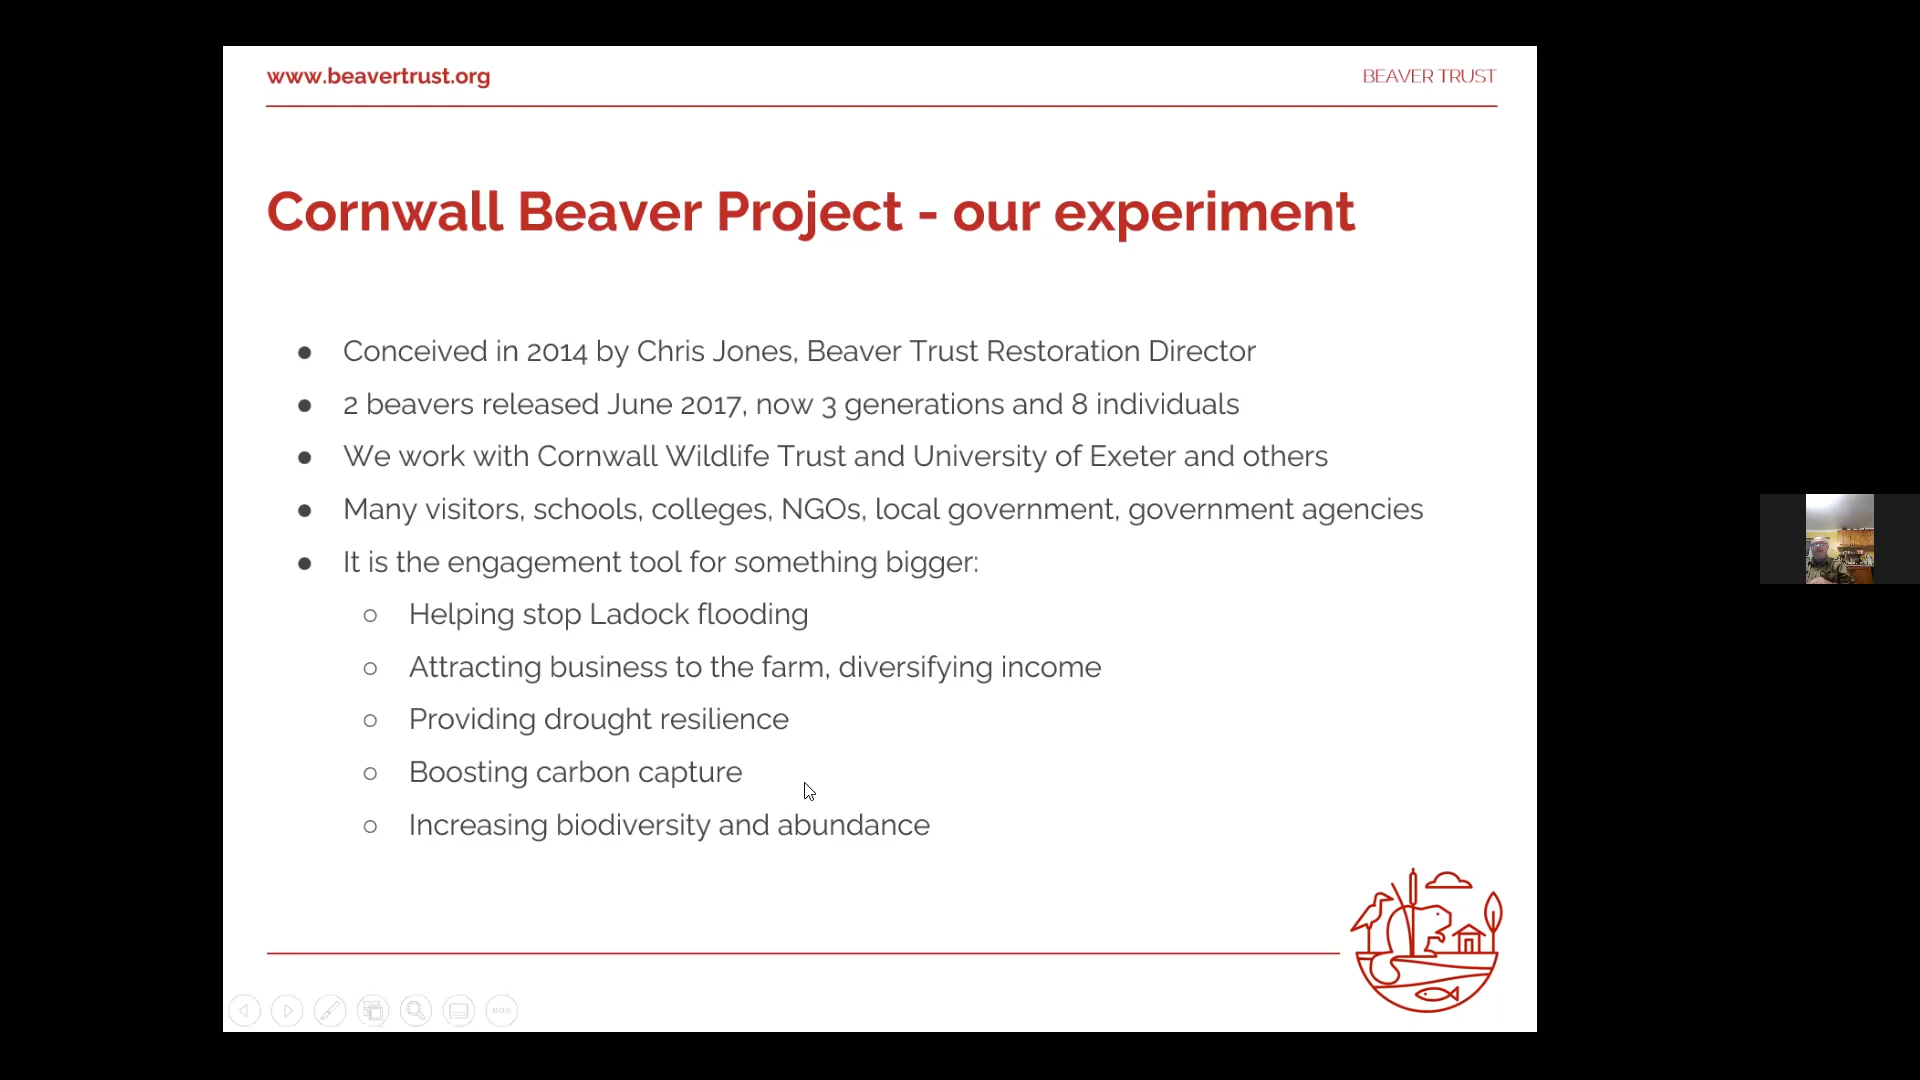 www.beavertrust.org
BEAVER TRUST
Cornwall Beaver Project - our experiment
● Conceived in 2014 by Chris Jones, Beaver Trust Restoration Director
● 2 beavers released June 2017, now 3 generations and 8 individuals
● We work with Cornwall Wildlife Trust and University of Exeter and others
● Many visitors, schools, colleges, NGOs, local government, government agencies
● It is the engagement tool for something bigger:
○ Helping stop Ladock flooding
○ Attracting business to the farm, diversifying income
○ Providing drought resilience
○ Boosting carbon capture
○ Increasing biodiversity and abundance